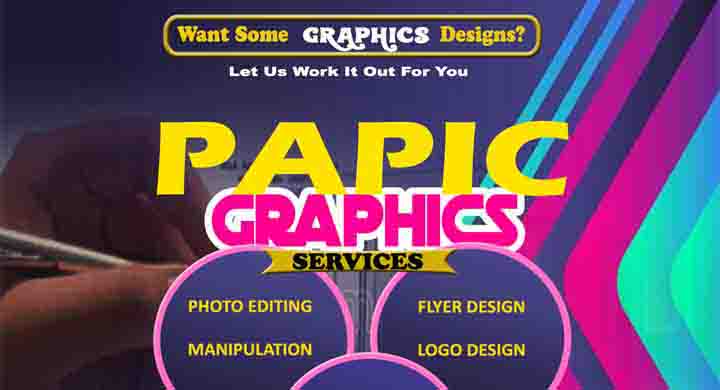 Want Some GRAPHICS Designs?
Let Us Work It Out For You
PAPIC
GRAPHICS
SERVICES
PHOTO EDITING
MANIPULATION
FLYER DESIGN
LOGO DESIGN